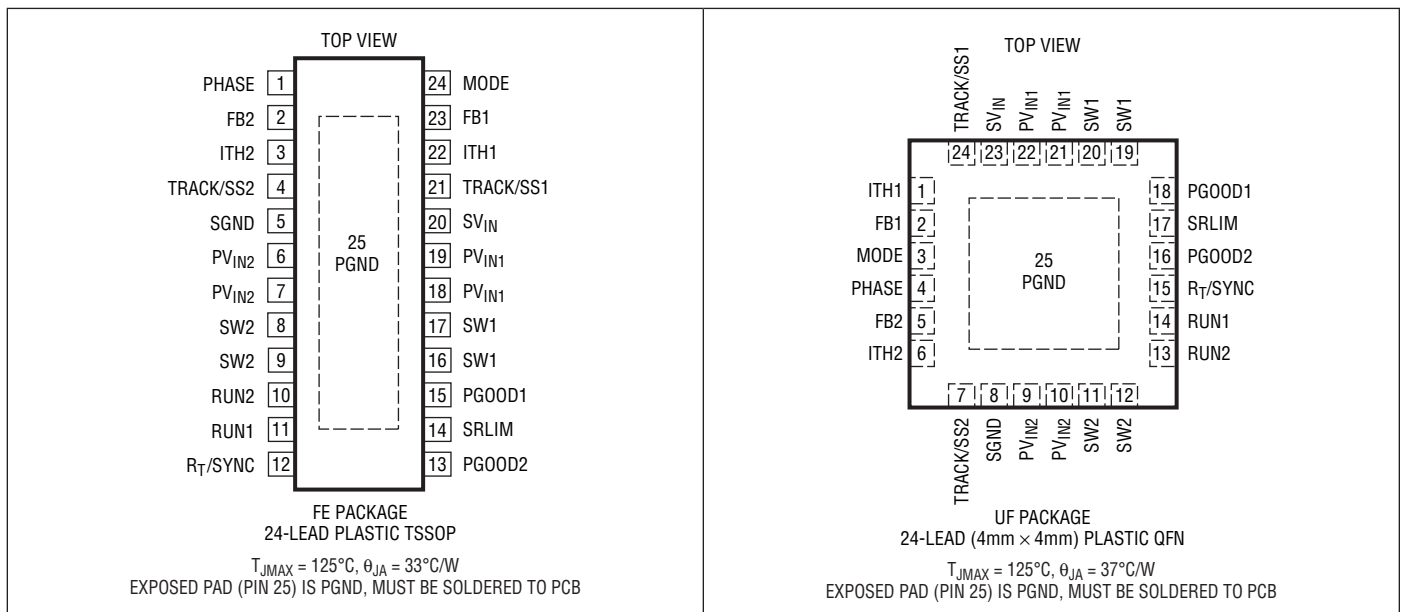 TOP VIEW
PHASE 1
FB2 2
ITH2 3
TRACK/SS2 4
SGND 5
PVIN2 6
PVIN2 7
SW2 8
SW2 9
RUN2 10
RUN1 11
RT/SYNC 12
24 MODE
23 FB1
22 ITH1
21 TRACK/SS1
20 SVIN
19 PVIN1
18 PVIN1
17 SW1
16 SW1
15 PGOOD1
14 SRLIM
13 PGOOD2
25
PGND
FE PACKAGE
24-LEAD PLASTIC TSSOP
TJMAX = 125°C, θJA = 33°C/W
EXPOSED PAD (PIN 25) IS PGND, MUST BE SOLDERED TO PCB
TOP VIEW
TRACK/SS1
SVIN
PVIN1
PVIN1
SW1
SW1
24 23 22 21 20 19
ITH1 1
FB1 2
MODE 3
PHASE 4
FB2 5
ITH2 6
18 PGOOD1
17 SRLIM
16 PGOOD2
15 RT/SYNC
14 RUN1
13 RUN2
25
PGND
7 8 9 10 11 12
TRACK/SS2
SGND
PVIN2
PVIN2
SW2
SW2
UF PACKAGE
24-LEAD (4mm × 4mm) PLASTIC QFN
TJMAX = 125°C, θJA = 37°C/W
EXPOSED PAD (PIN 25) IS PGND, MUST BE SOLDERED TO PCB